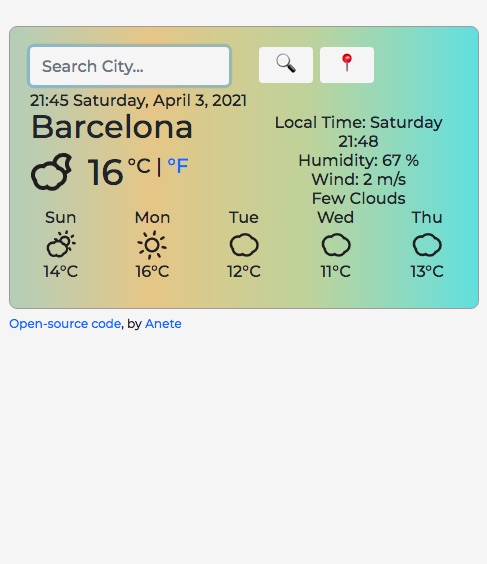 Search City...
21:45 Saturday, April 3, 2021
Barcelona
16 °C | °F
Local Time: Saturday
21:48
Humidity: 67 %
Wind: 2 m/s
Few Clouds
Sun Mon Tue Wed Thu
14°C 16°C 12°C 11°C 13°C
Open-source code, by Anete